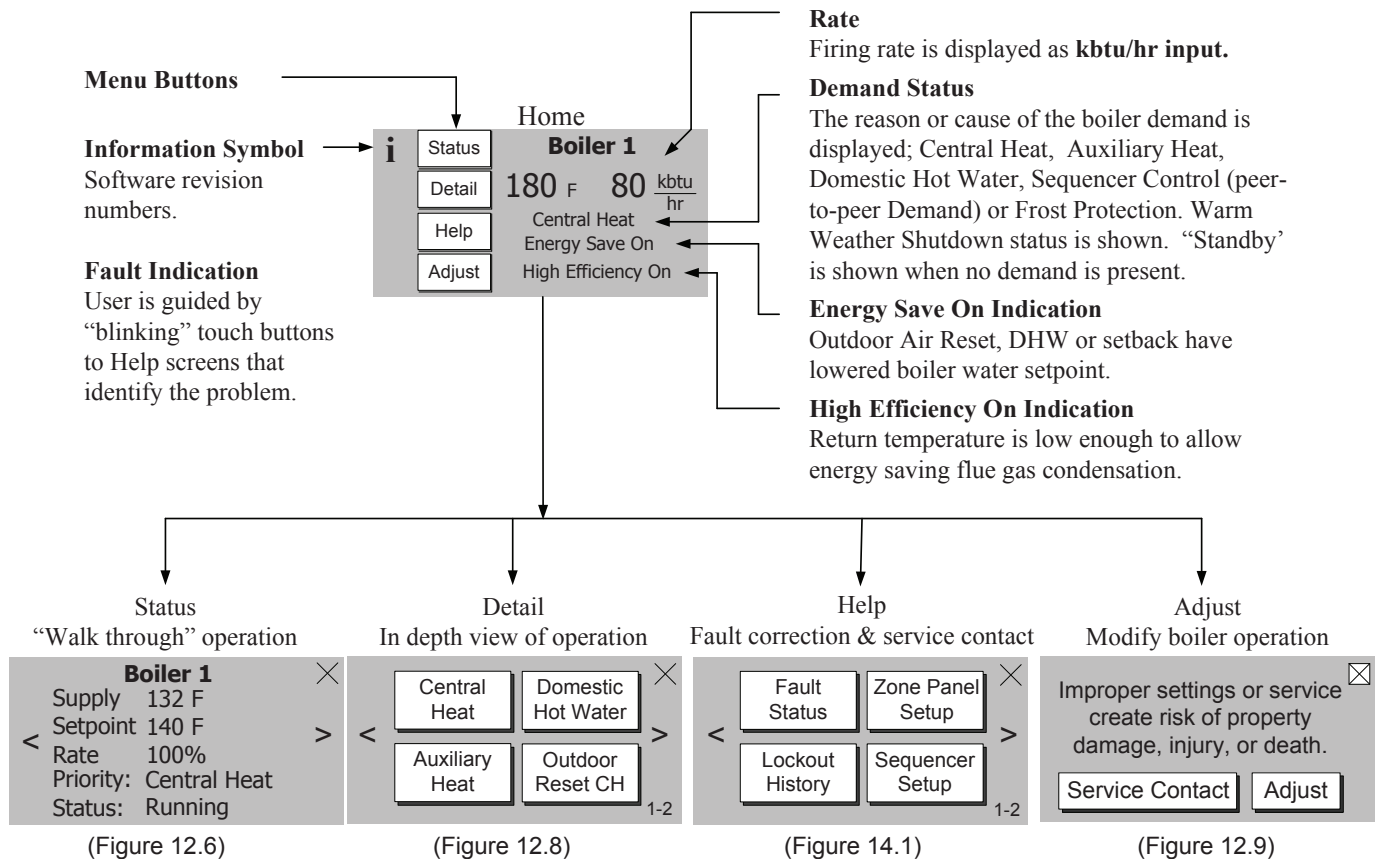 Menu Buttons
Information Symbol
Software revision
numbers.
Fault Indication
User is guided by
“blinking” touch buttons
to Help screens that
identify the problem.
Home
i
Status
Detail
Help
Adjust
Boiler 1
180 F 80 kbtu
hr
Central Heat
Energy Save On
High Efficiency On
Rate
Firing rate is displayed as kbtu/hr input.
Demand Status
The reason or cause of the boiler demand is
displayed; Central Heat, Auxiliary Heat,
Domestic Hot Water, Sequencer Control (peer-
to-peer Demand) or Frost Protection. Warm
Weather Shutdown status is shown. “Standby’
is shown when no demand is present.
Energy Save On Indication
Outdoor Air Reset, DHW or setback have
lowered boiler water setpoint.
High Efficiency On Indication
Return temperature is low enough to allow
energy saving flue gas condensation.
Status
“Walk through” operation
Boiler 1
Supply 132 F
Setpoint 140 F
< >
Rate 100%
Priority: Central Heat
Status: Running
(Figure 12.6)
Detail
In depth view of operation
Central
Heat
Domestic
Hot Water
< >
Auxiliary
Heat
Outdoor
Reset CH
1-2
(Figure 12.8)
Help
Fault correction & service contact
Fault
Status
Zone Panel
Setup
< >
Lockout
History
Sequencer
Setup
1-2
(Figure 14.1)
Adjust
Modify boiler operation
Improper settings or service
create risk of property
damage, injury, or death.
Service Contact
Adjust
(Figure 12.9)